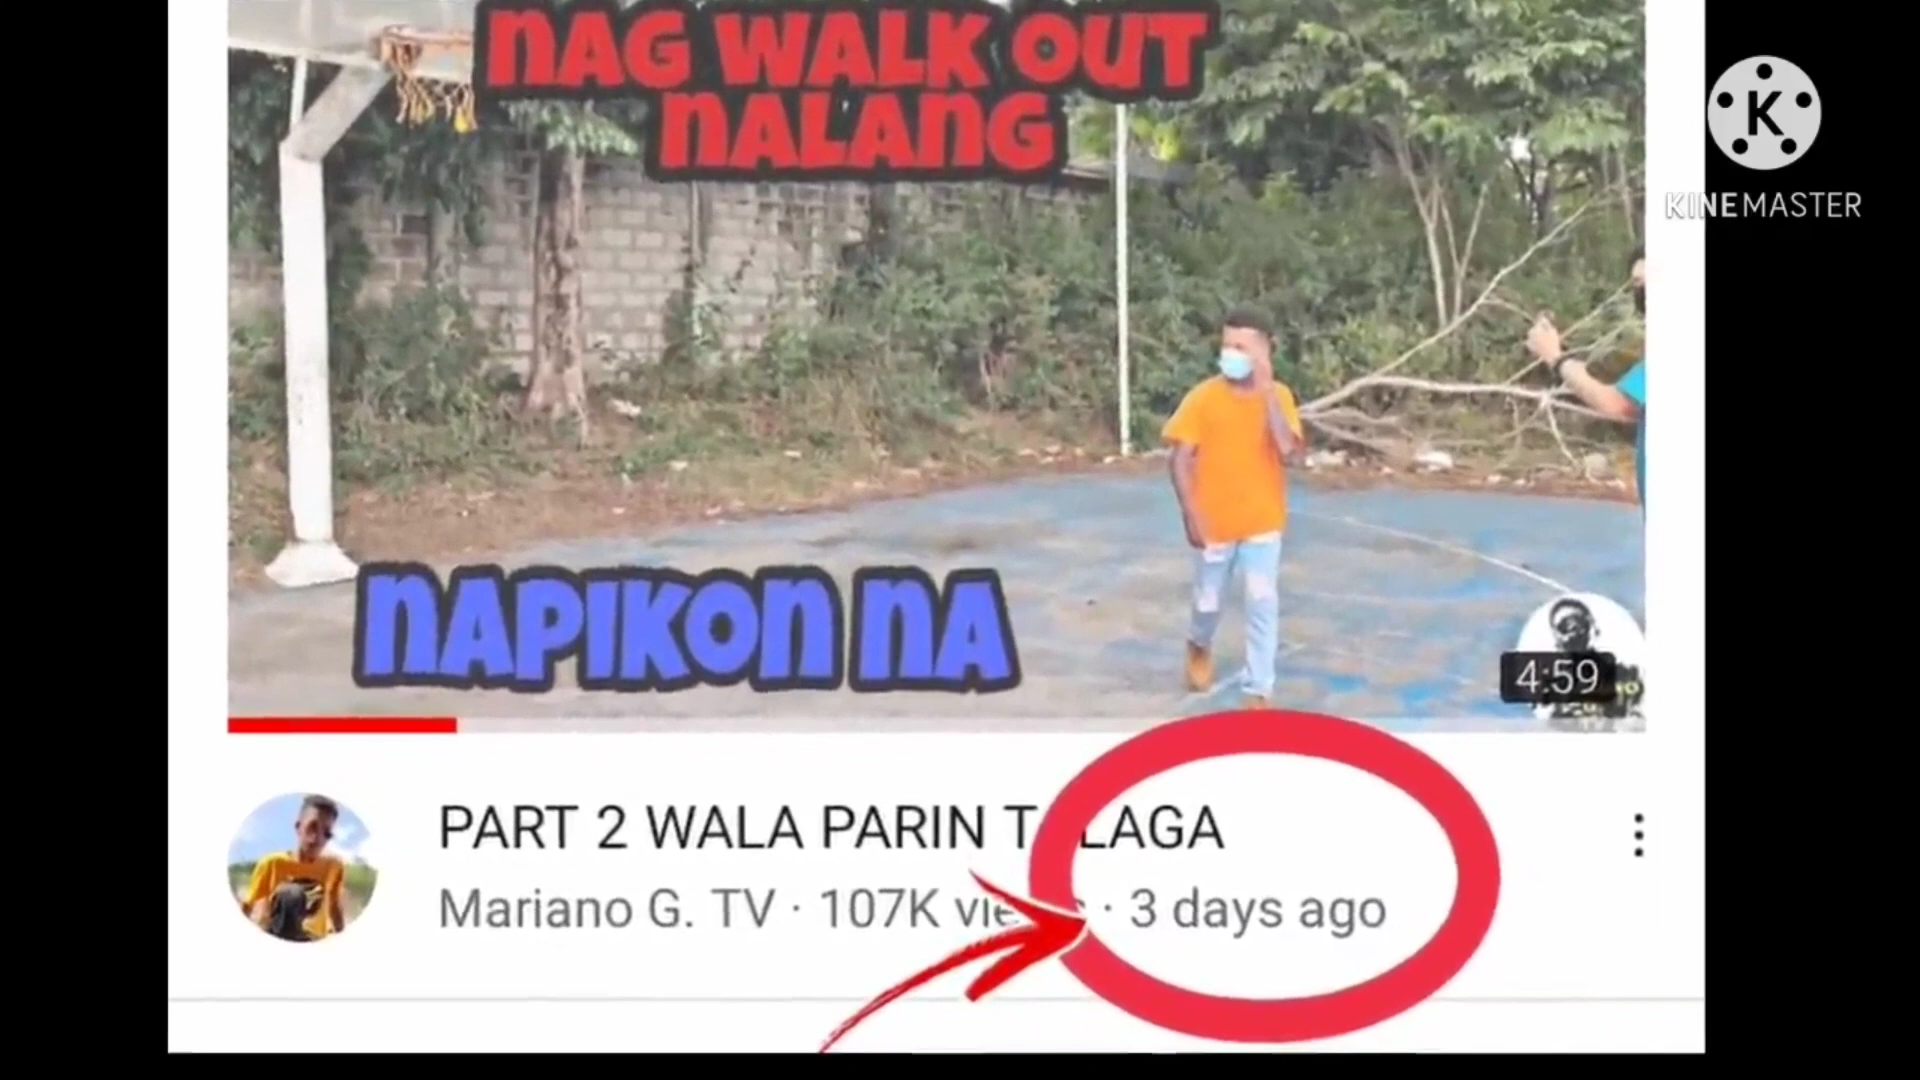 NAG WALK OUT
NALANG
K
KINEMASTER
NAPIKON NA
4:59
PART 2 WALA PARIN T LAGA
Mariano G. TV · 107K vie · 3 days ago